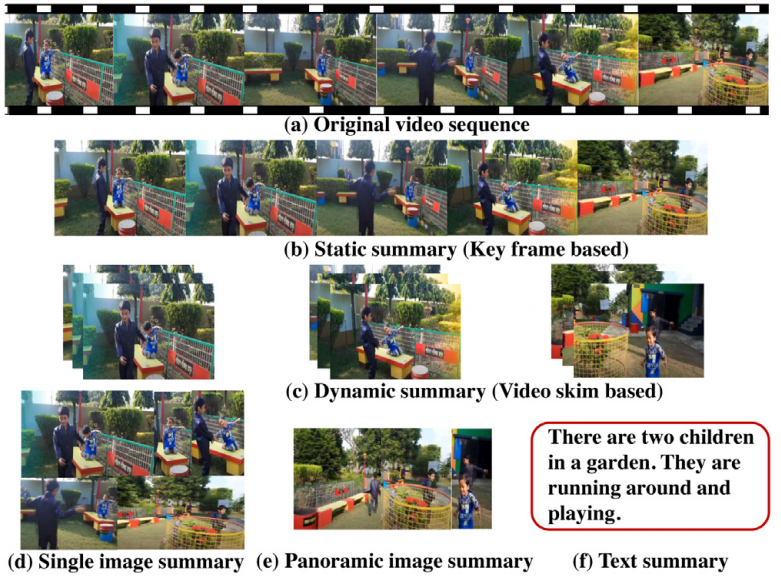 (a) Original video sequence
(b) Static summary (Key frame based)
(c) Dynamic summary (Video skim based)
There are two children
in a garden. They are
running around and
playing.
(d) Single image summary
(e) Panoramic image summary
(f) Text summary